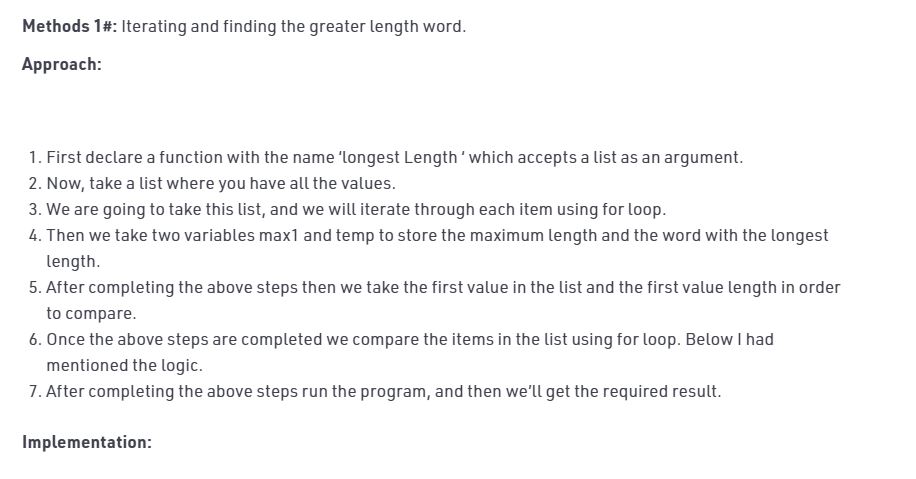 Methods 1#: Iterating and finding the greater length word.
Approach:
1. First declare a function with the name ‘longest Length ‘ which accepts a list as an argument.
2. Now, take a list where you have all the values.
3. We are going to take this list, and we will iterate through each item using for loop.
4. Then we take two variables max1 and temp to store the maximum length and the word with the longest
length.
5. After completing the above steps then we take the first value in the list and the first value length in order
to compare.
6. Once the above steps are completed we compare the items in the list using for loop. Below I had
mentioned the logic.
7. After completing the above steps run the program, and then we’ll get the required result.
Implementation: